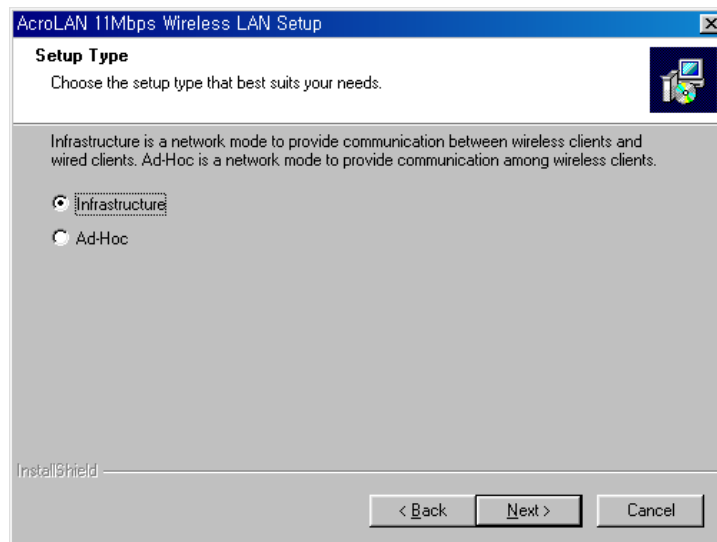 AcroLAN 11Mbps Wireless LAN Setup
Setup Type
Choose the setup type that best suits your needs.
Infrastructure is a network mode to provide communication between wireless clients and
wired clients. Ad-Hoc is a network mode to provide communication among wireless clients.
Infrastructure
Ad-Hoc
InstallShield
< Back
Next >
Cancel